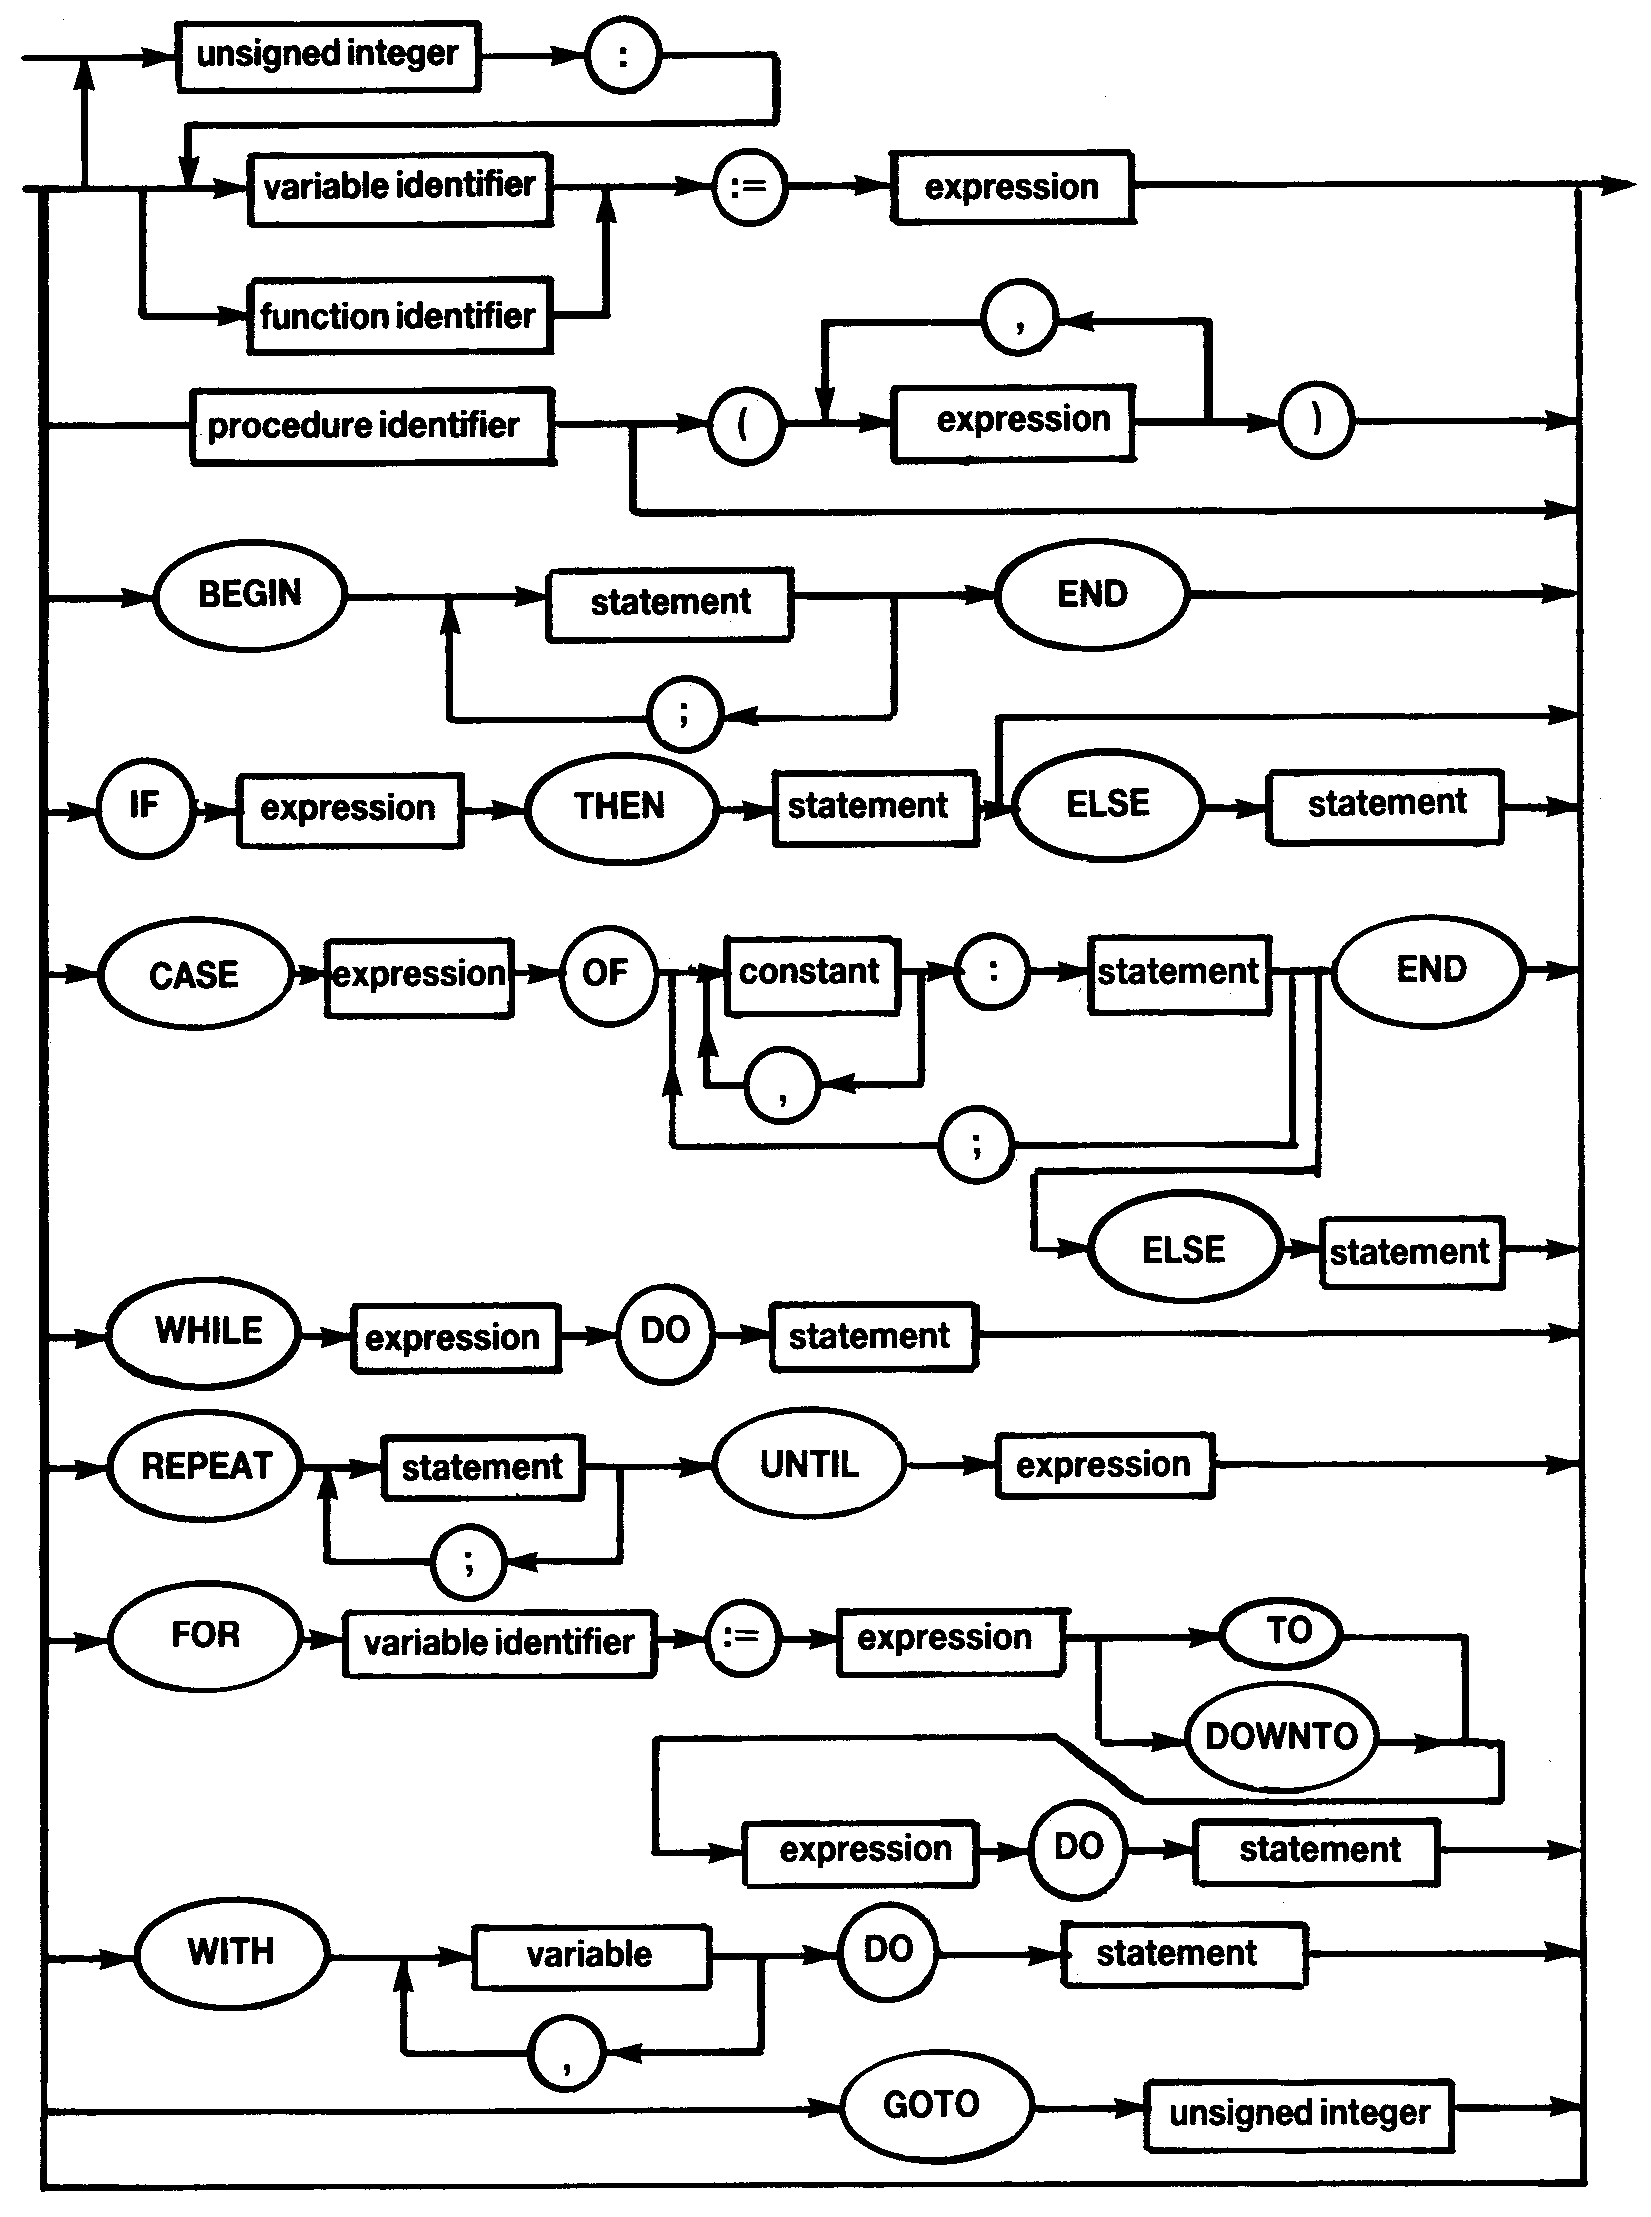 unsigned integer :
variable identifier := expression
function identifier
,
procedure identifier ( expression )
BEGIN statement END
;
IF expression THEN statement ELSE statement
CASE expression OF constant : statement END
,
;
ELSE statement
WHILE expression DO statement
REPEAT statement UNTIL expression
;
FOR variable identifier := expression TO
DOWNTO
expression DO statement
WITH variable DO statement
,
GOTO unsigned integer